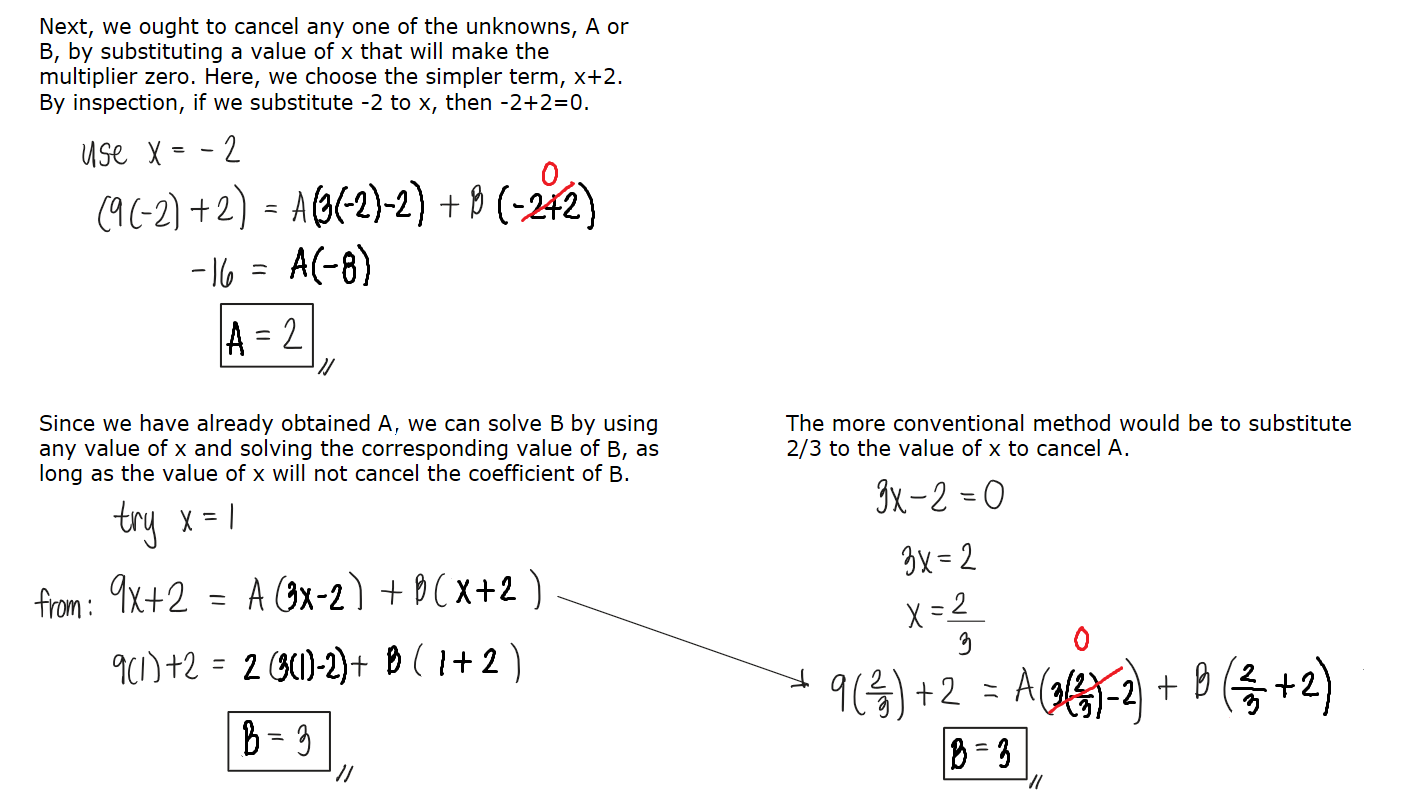 Next, we ought to cancel any one of the unknowns, A or
B, by substituting a value of x that will make the
multiplier zero. Here, we choose the simpler term, x+2.
By inspection, if we substitute -2 to x, then -2+2=0.
use x = -2
0
(9(-2)+2) = A(3(-2)-2) + B(-2+2)
-16 = A(-8)
A = 2 //
Since we have already obtained A, we can solve B by using
any value of x and solving the corresponding value of B, as
long as the value of x will not cancel the coefficient of B.
try x = 1
from: 9x+2 = A(3x-2) + B(x+2)
9(1)+2 = 2(3(1)-2)+ B(1+2)
B = 3 //
The more conventional method would be to substitute
2/3 to the value of x to cancel A.
3x-2 = 0
3x = 2
x = 2/3
0
9(2/3)+2 = A(3(2/3)-2) + B(2/3+2)
B = 3 //